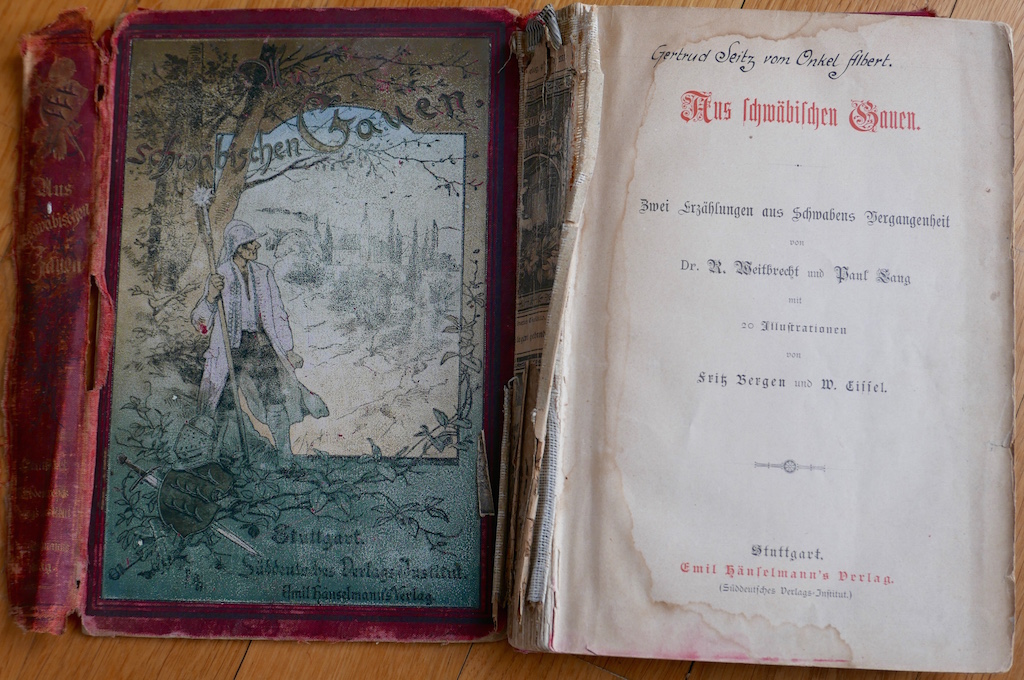 Aus
Schwäbischen
Gauen
schwäbischen Gauen.
Stuttgart.
Süddeutsches Verlags-Institut.
Emil Hänselmann's Verlag.
Gertrud Seitz vom Onkel Albert.
Aus schwäbischen Gauen.
Zwei Erzählungen aus Schwabens Vergangenheit
von
Dr. R. Weitbrecht und Paul Lang
mit
20 Illustrationen
von
Fritz Bergen und W. Eissel.
Stuttgart.
Emil Hänselmann's Verlag.
(Süddeutsches Verlags-Institut.)